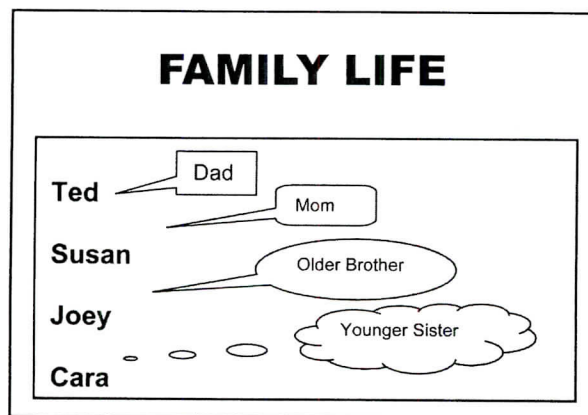 FAMILY LIFE
Dad
Ted
Mom
Susan
Older Brother
Joey
Younger Sister
Cara